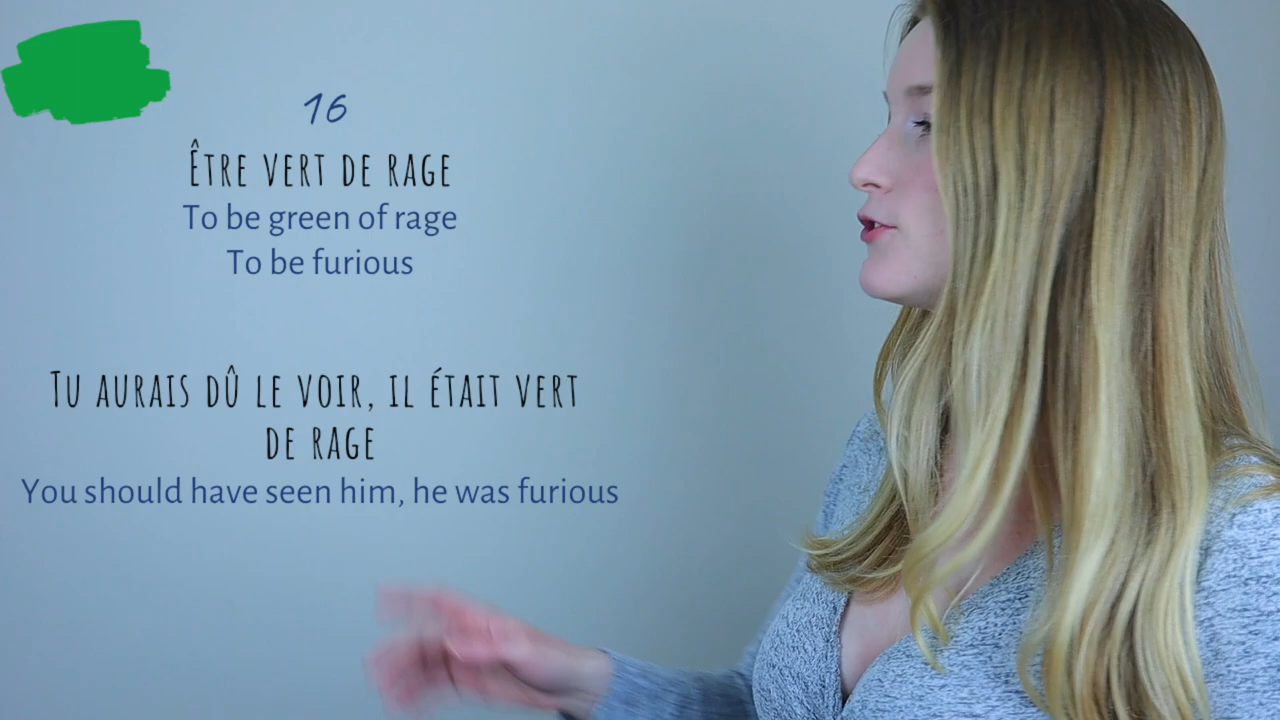 16
Être vert de rage
To be green of rage
To be furious
Tu aurais dû le voir, il était vert
de rage
You should have seen him, he was furious